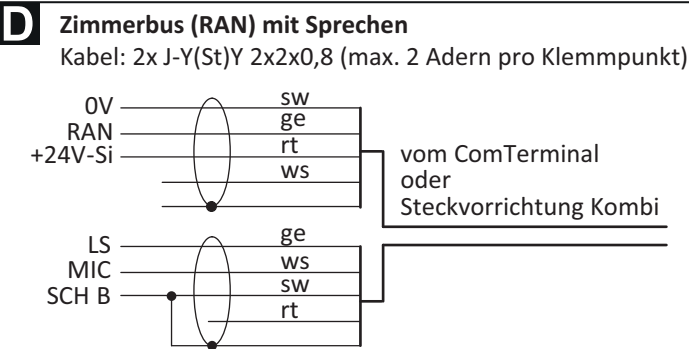 D Zimmerbus (RAN) mit Sprechen
Kabel: 2x J-Y(St)Y 2x2x0,8 (max. 2 Adern pro Klemmpunkt)
0V sw
RAN ge
+24V-Si rt
ws
vom ComTerminal
oder
Steckvorrichtung Kombi
LS ge
MIC ws
SCH B sw
rt